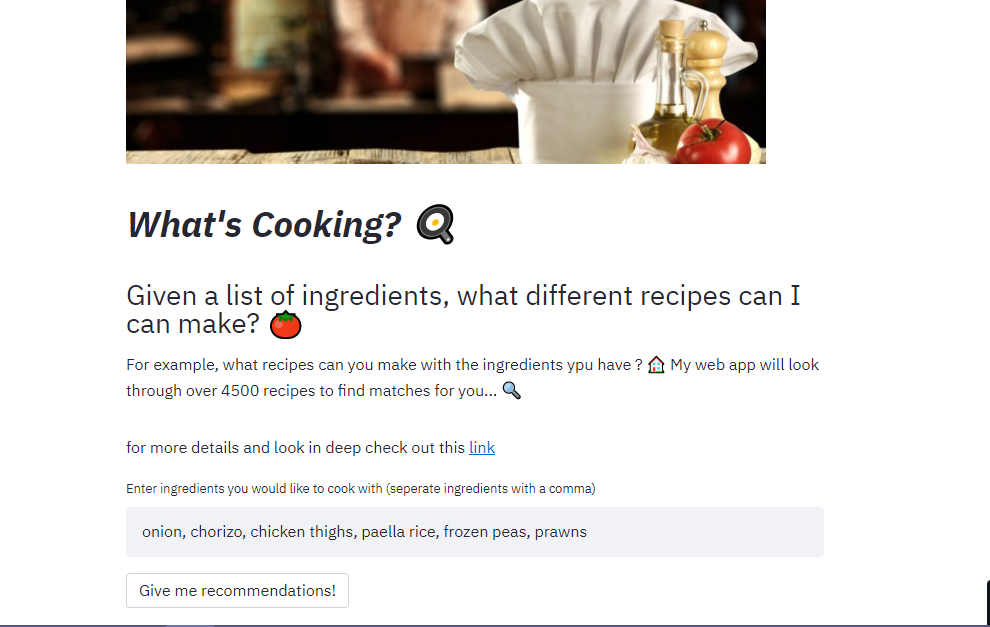 What's Cooking? 🍳
Given a list of ingredients, what different recipes can I
can make? 🍅
For example, what recipes can you make with the ingredients ypu have ? 🏠 My web app will look
through over 4500 recipes to find matches for you... 🔍
for more details and look in deep check out this link
Enter ingredients you would like to cook with (seperate ingredients with a comma)
onion, chorizo, chicken thighs, paella rice, frozen peas, prawns
Give me recommendations!